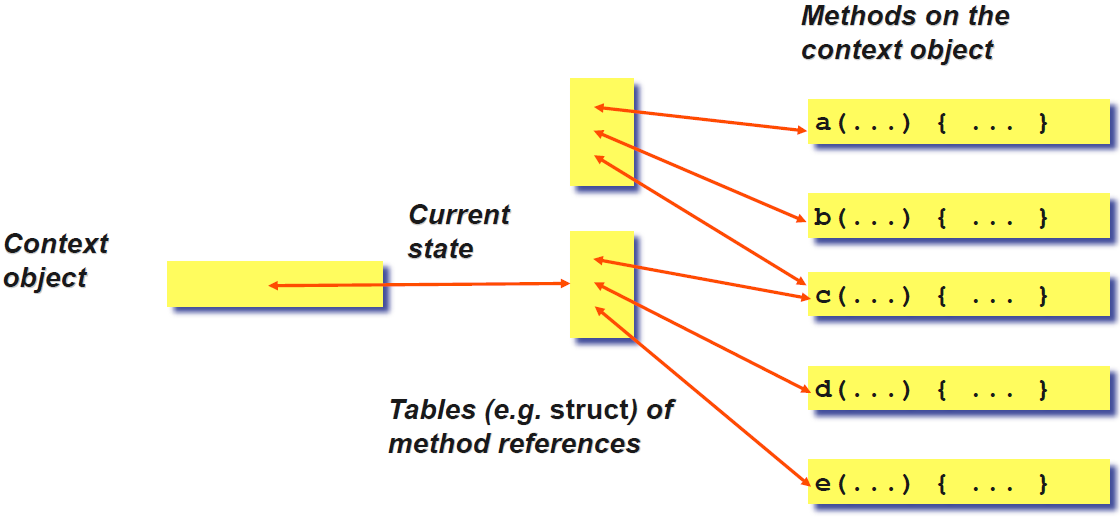 Methods on the
context object
a(...) { ... }
b(...) { ... }
Current
state
Context
object
c(...) { ... }
d(...) { ... }
Tables (e.g. struct) of
method references
e(...) { ... }